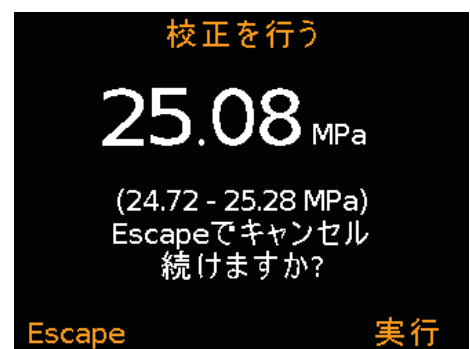 校正を行う
25.08 MPa
(24.72 - 25.28 MPa)
Escapeでキャンセル
続けますか?
Escape 実行